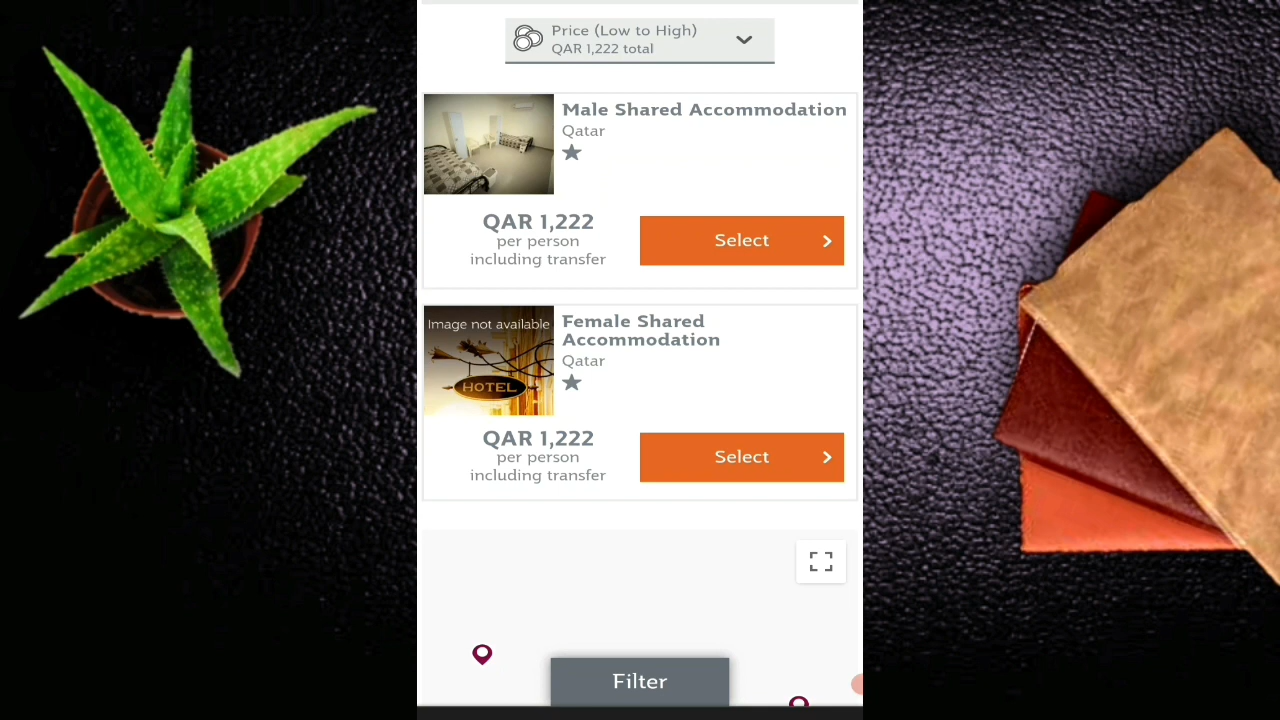 Price (Low to High)
QAR 1,222 total
Male Shared Accommodation
Qatar
QAR 1,222
per person
including transfer
Select
Image not available
HOTEL
Female Shared
Accommodation
Qatar
QAR 1,222
per person
including transfer
Select
Filter